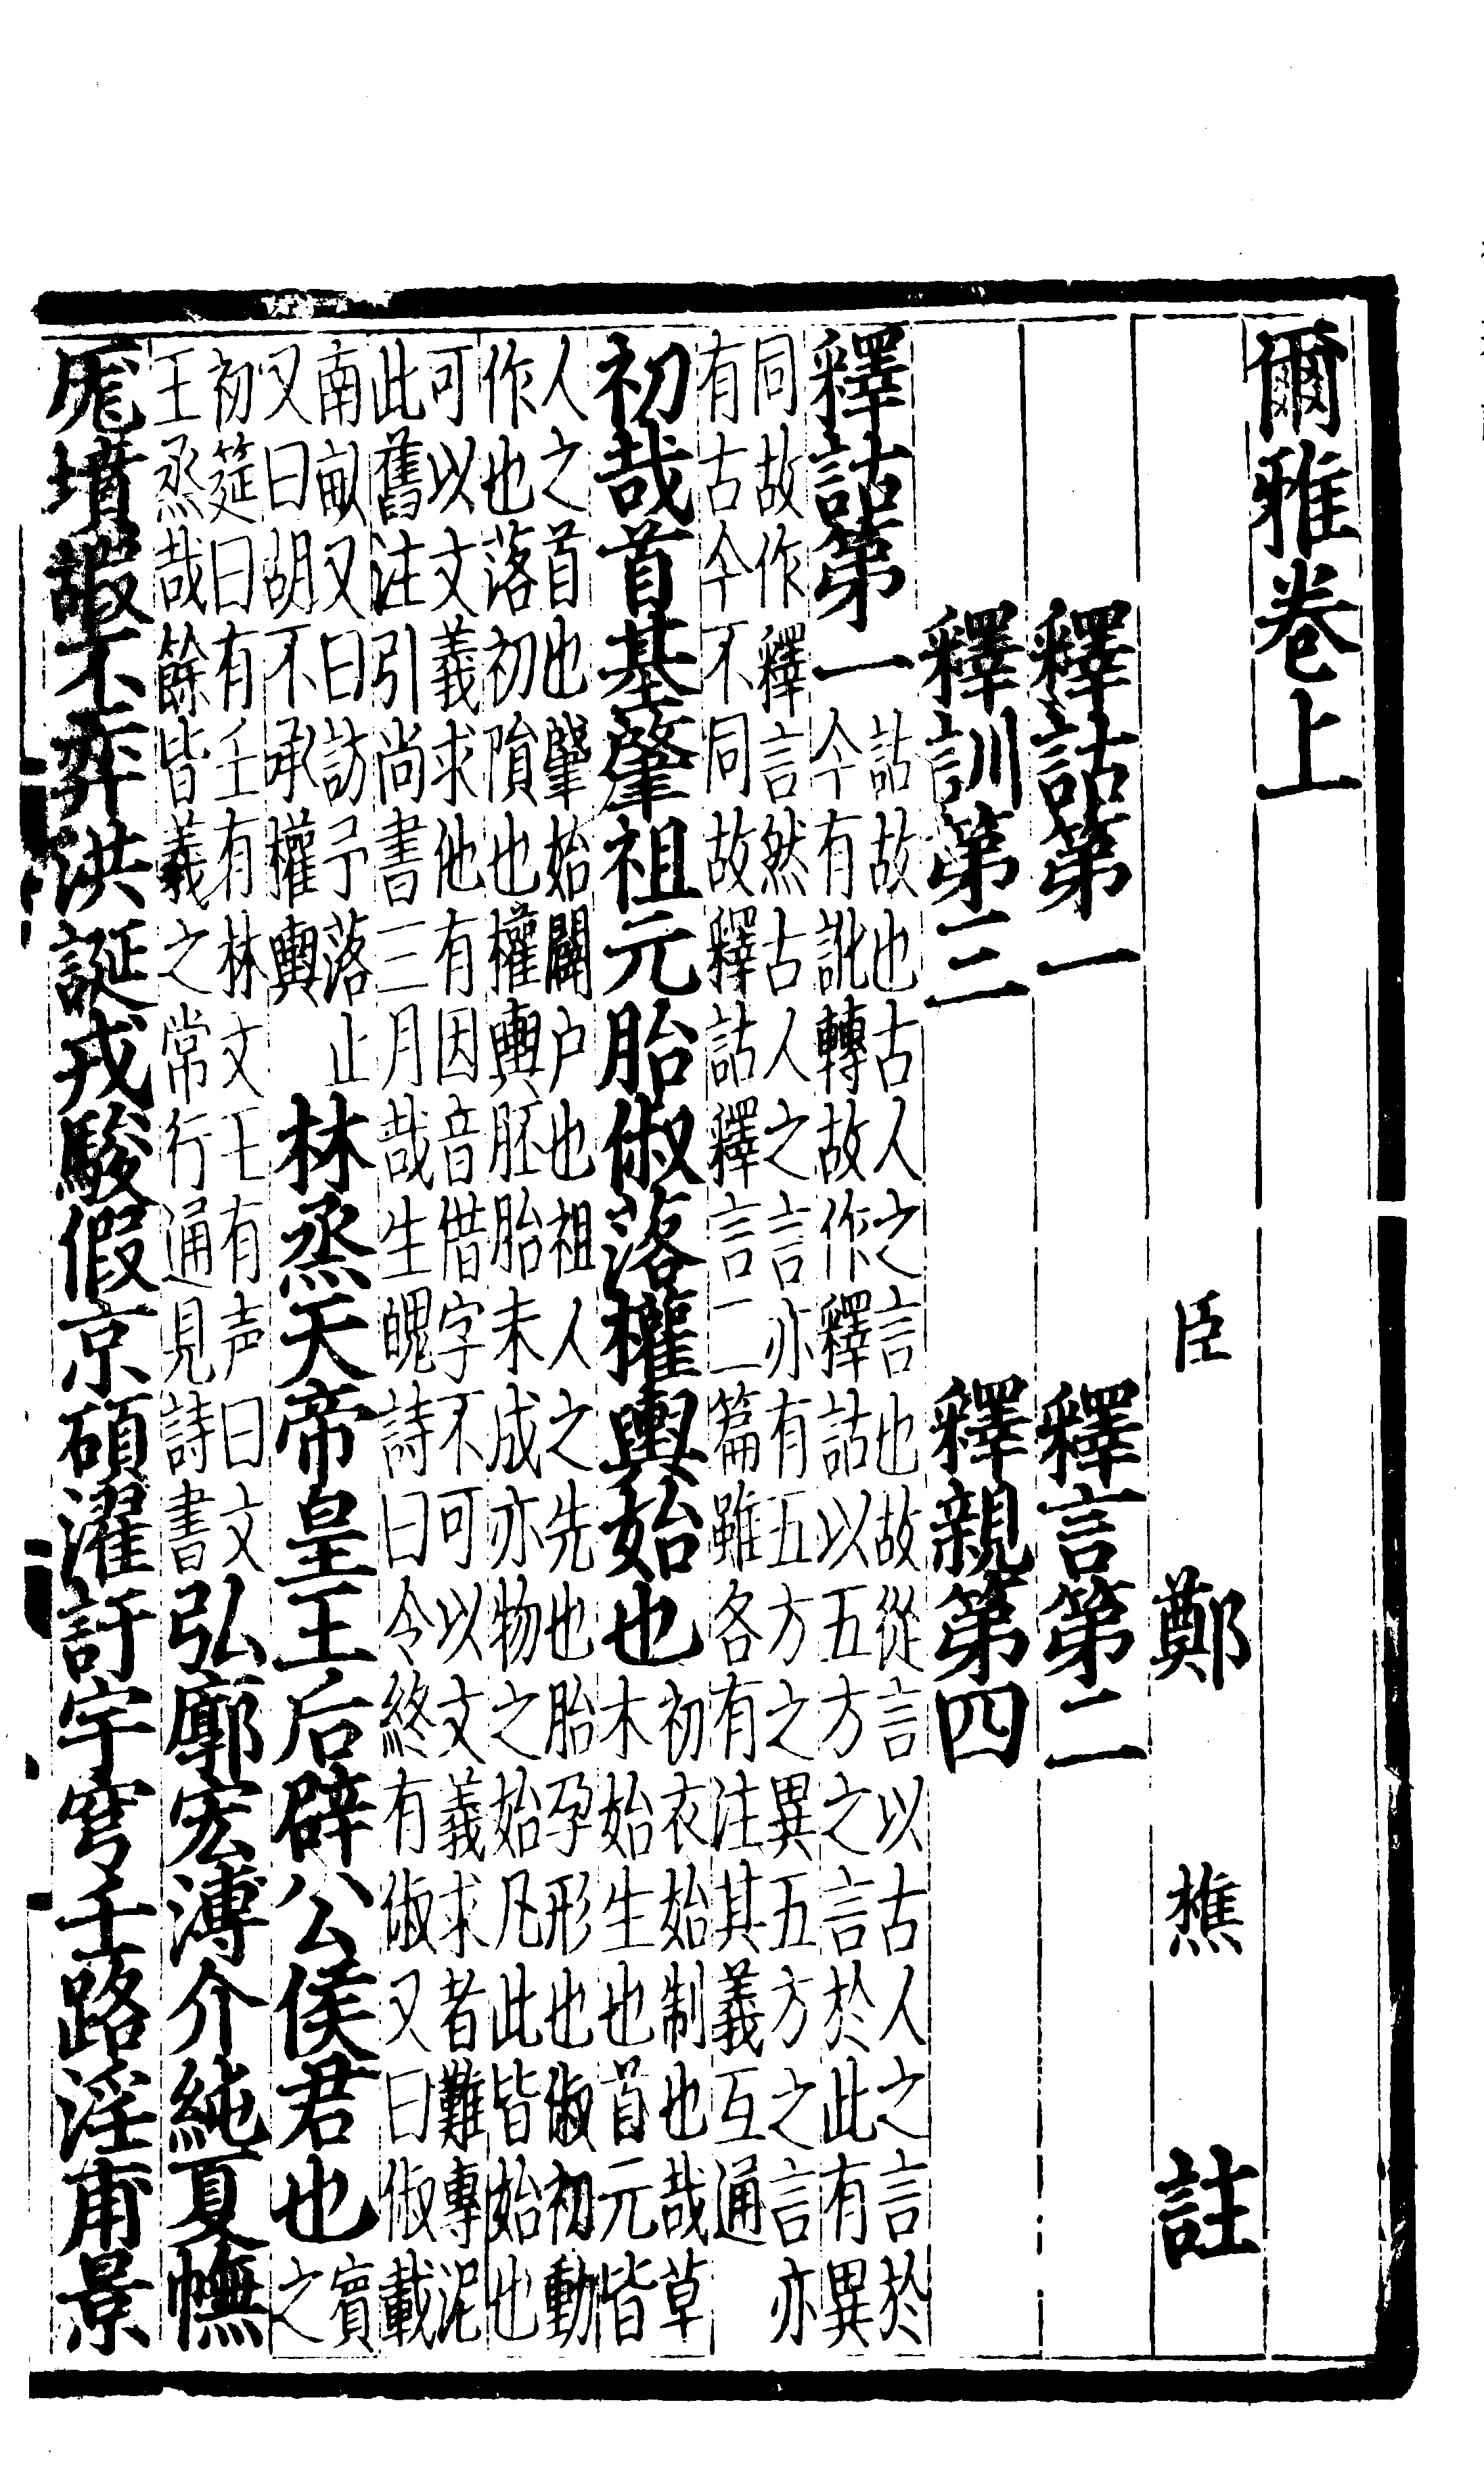 爾雅卷上
臣 鄭 樵 註
釋詁第一 釋言第二
釋訓第三 釋親第四
釋詁第一 詁故也古人之言也故從言以古人之言於今有訛轉故作釋詁以五方之言於此有異
同故作釋言然古人之言亦有五方之異五方之言亦有古今不同故釋詁釋言二篇雖各有注其義互通
初哉首基肇祖元胎俶落權輿始也 初衣始制也哉草木始生也首元皆
人之首也肇始闢户也祖人之先也胎孕形也俶初動作也落初隕也權輿胚胎未成亦物之始凡此皆始也
可以文義求他有因音借字不可以文義求者難專泥此舊注引尚書三月哉生魄詩曰令終有俶又曰俶載
南畝又曰訪予落止又曰胡不承權輿 林烝天帝皇王后辟公侯君也 賓之
初筵曰有壬有林文王有声曰文王烝哉餘皆義之常行通見詩書 弘廓宏溥介純夏幠
厖墳嘏丕弈洪誕戎駿假京碩濯訏宇穹壬路淫甫景